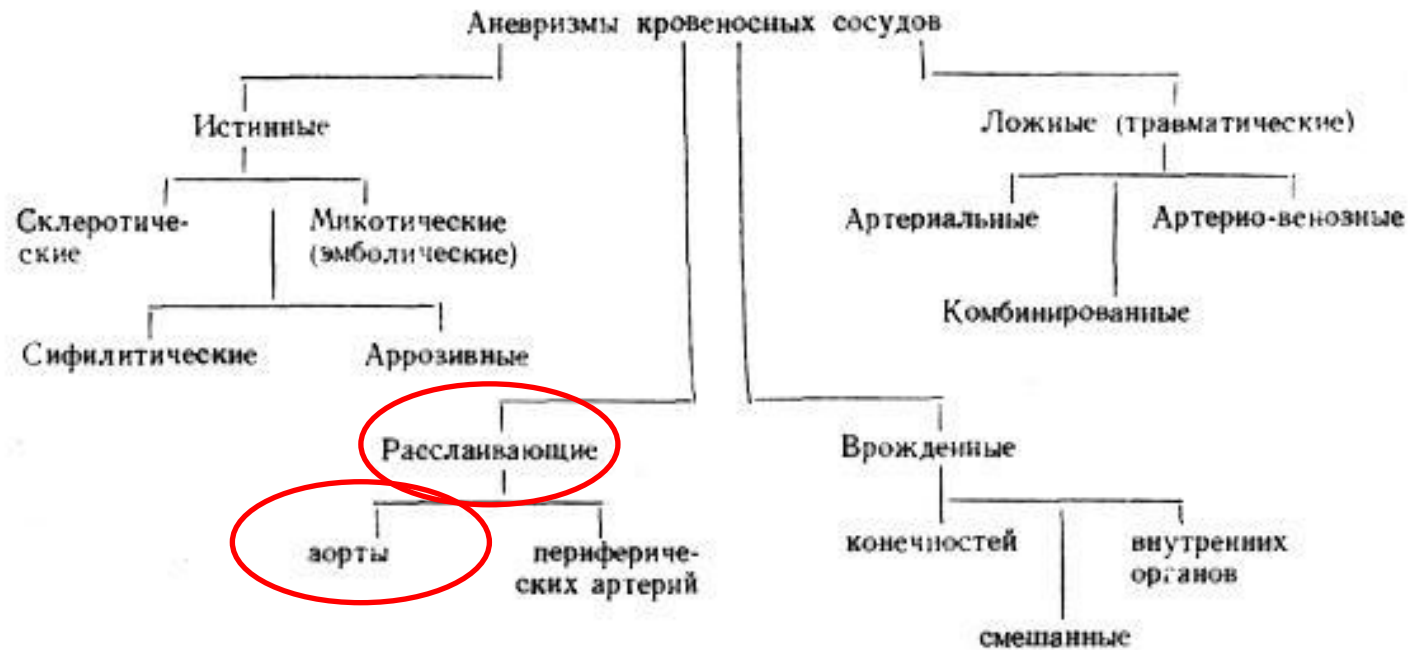 Аневризмы кровеносных сосудов
Истинные
Ложные (травматические)
Склеротиче-
ские
Микотические
(эмболические)
Артериальные
Артерио-венозные
Комбинированные
Сифилитические
Аррозивные
Расслаивающие
Врожденные
аорты
перифериче-
ских артерий
конечностей
внутренних
органов
смешанные